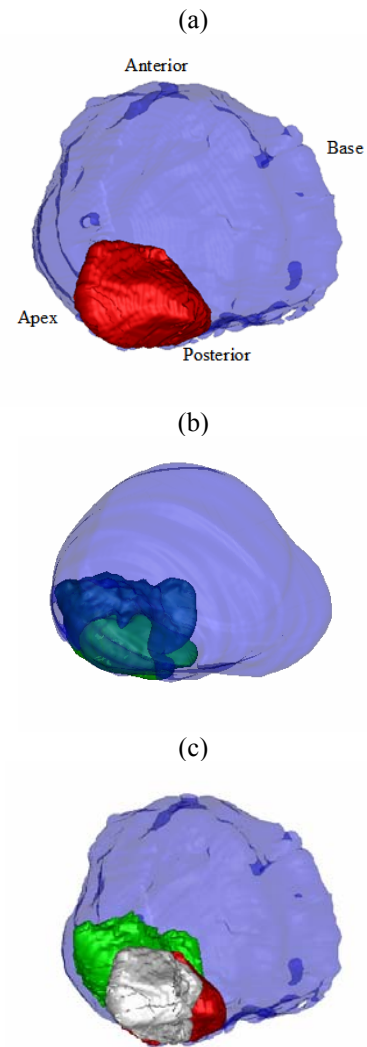 (a)
Anterior
Base
Apex
Posterior
(b)
(c)